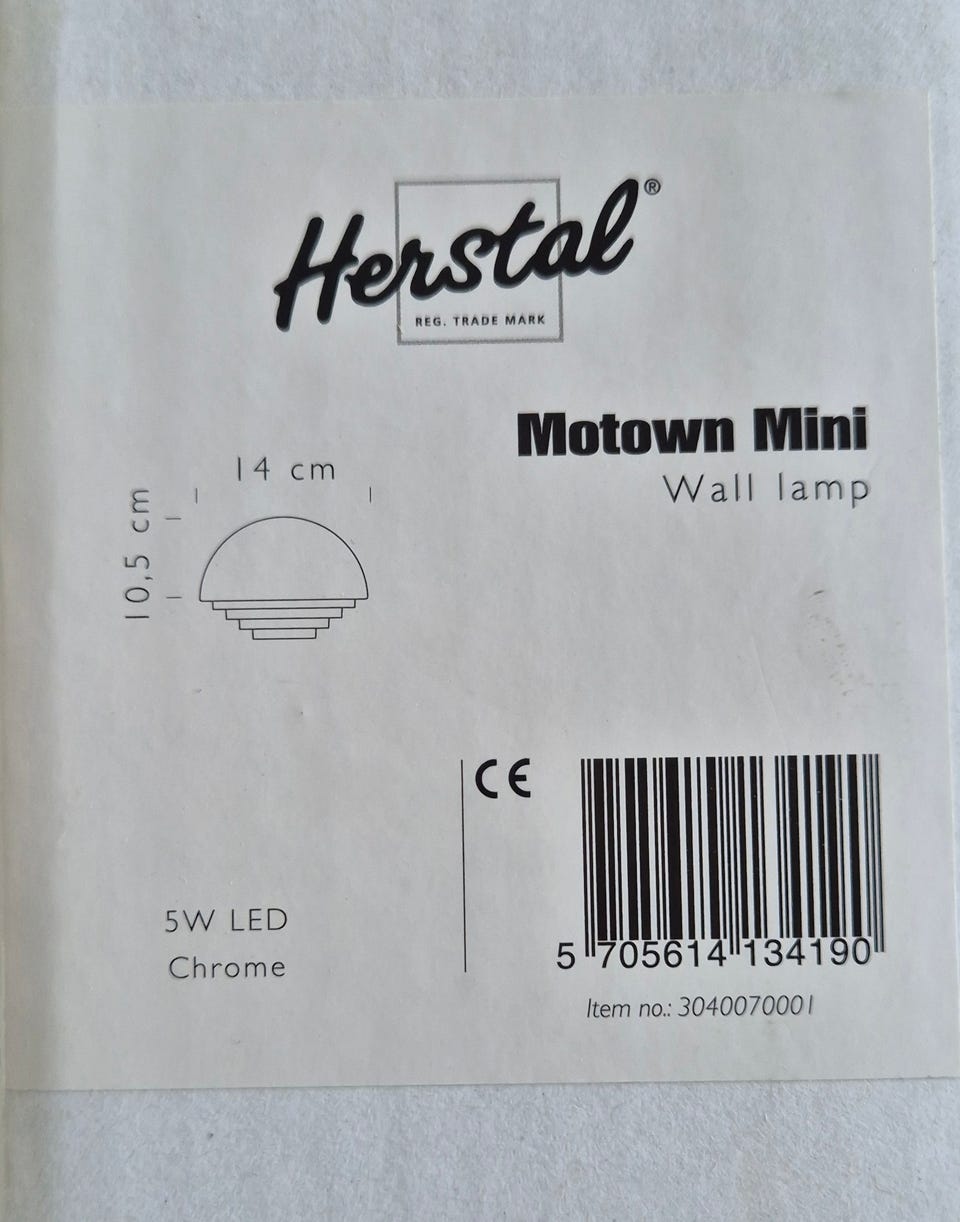 Herstal®
REG. TRADE MARK
Motown Mini
Wall lamp
14 cm
10,5 cm
CE
5W LED
Chrome
5 705614 134190
Item no.: 3040070001